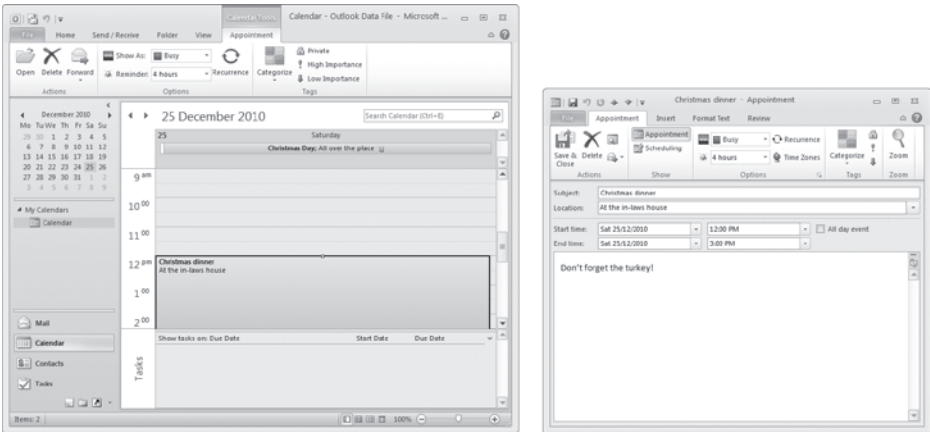 Calendar Tools
Calendar - Outlook Data File - Microsoft ...
File Home Send / Receive Folder View Appointment
Open Delete Forward
Show As: Busy
Reminder: 4 hours
Recurrence
Categorize
Private
High Importance
Low Importance
Actions Options Tags
December 2010
Mo Tu We Th Fr Sa Su
29 30 1 2 3 4 5
6 7 8 9 10 11 12
13 14 15 16 17 18 19
20 21 22 23 24 25 26
27 28 29 30 31 1 2
3 4 5 6 7 8 9
My Calendars
Calendar
Mail
Calendar
Contacts
Tasks
Items: 2
25 December 2010
Search Calendar (Ctrl+E)
25 Saturday
Christmas Day; All over the place
9 am
10 00
11 00
12 pm
Christmas dinner
At the in-laws house
1 00
2 00
Tasks
Show tasks on: Due Date Start Date Due Date
100%
Christmas dinner - Appointment
File Appointment Insert Format Text Review
Save & Close
Delete
Appointment
Scheduling
Busy
4 hours
Recurrence
Time Zones
Categorize
Zoom
Actions Show Options Tags Zoom
Subject: Christmas dinner
Location: At the in-laws house
Start time: Sat 25/12/2010 12:00 PM All day event
End time: Sat 25/12/2010 3:00 PM
Don't forget the turkey!